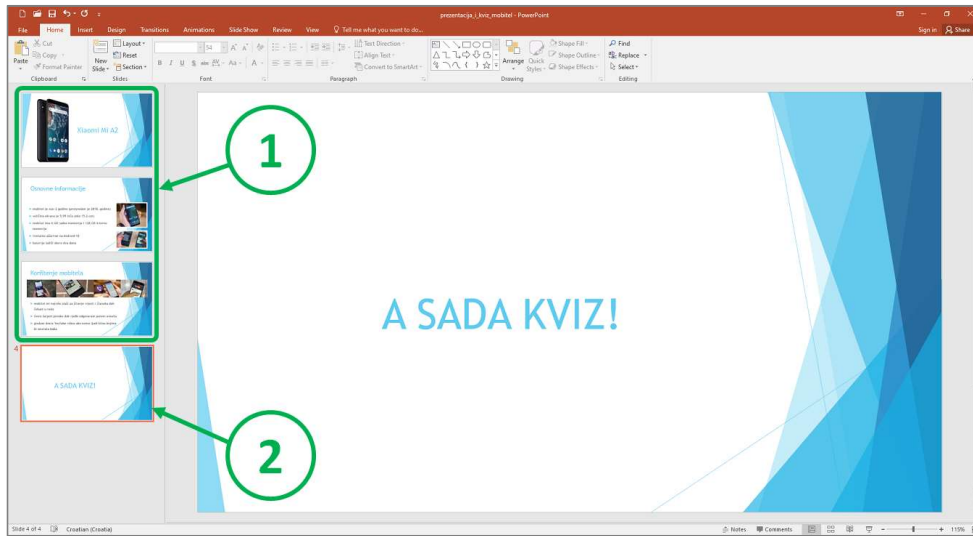 prezentacija_i_kviz_mobitel - PowerPoint
Sign in Share
File Home Insert Design Transitions Animations Slide Show Review View Tell me what you want to do...
Paste
Cut
Copy
Format Painter
Clipboard
New Slide
Layout
Reset
Section
Slides
54
B I U S abc AV Aa A
Font
Text Direction
Align Text
Convert to SmartArt
Paragraph
Arrange
Quick Styles
Shape Fill
Shape Outline
Shape Effects
Drawing
Find
Replace
Select
Editing
Xiaomi Mi A2
Osnovne informacije
Korištenje mobitela
4
A SADA KVIZ!
1
2
A SADA KVIZ!
Slide 4 of 4 Croatian (Croatia)
Notes Comments 115%